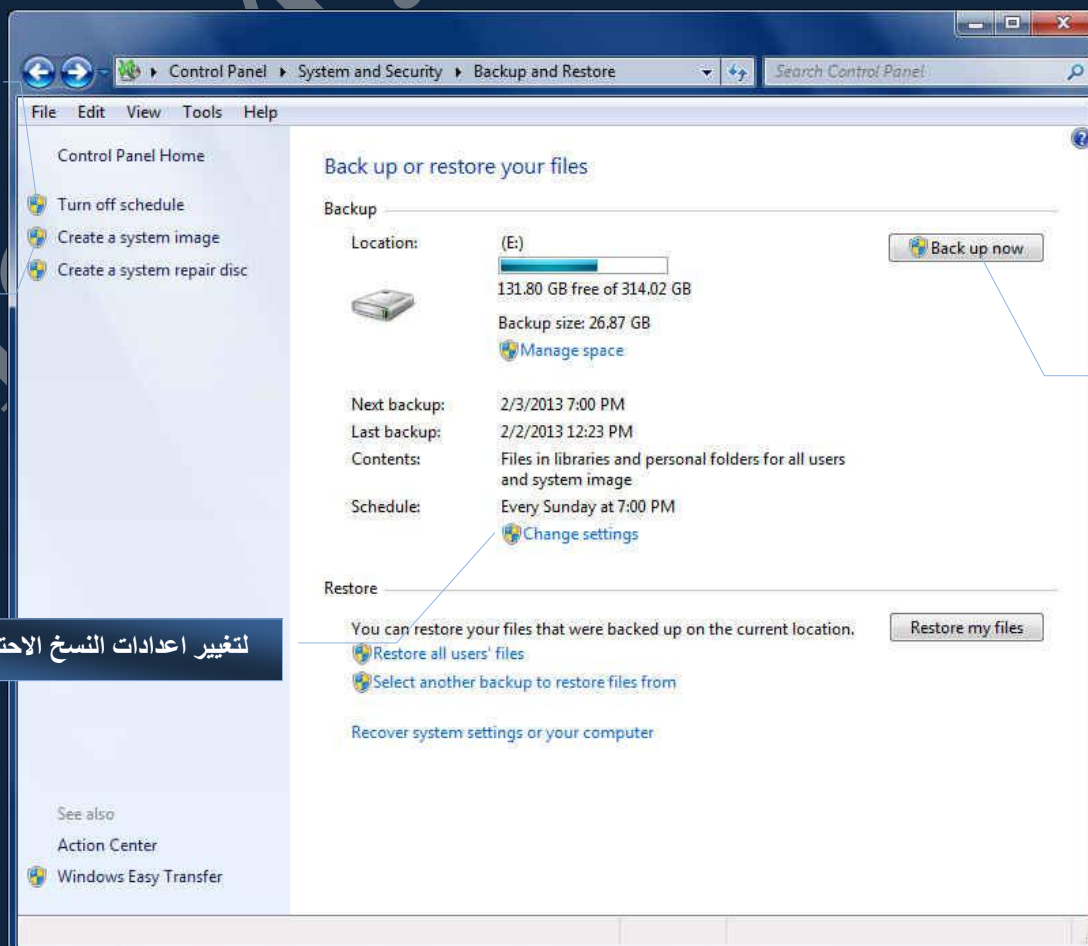 Control Panel ▸ System and Security ▸ Backup and Restore
Search Control Panel
File Edit View Tools Help
Control Panel Home
Turn off schedule
Create a system image
Create a system repair disc
Back up or restore your files
Backup
Location: (E:)
Back up now
131.80 GB free of 314.02 GB
Backup size: 26.87 GB
Manage space
Next backup: 2/3/2013 7:00 PM
Last backup: 2/2/2013 12:23 PM
Contents: Files in libraries and personal folders for all users
and system image
Schedule: Every Sunday at 7:00 PM
Change settings
Restore
You can restore your files that were backed up on the current location.
Restore my files
Restore all users' files
لتغيير اعدادات النسخ
Select another backup to restore files from
Recover system settings or your computer
See also
Action Center
Windows Easy Transfer